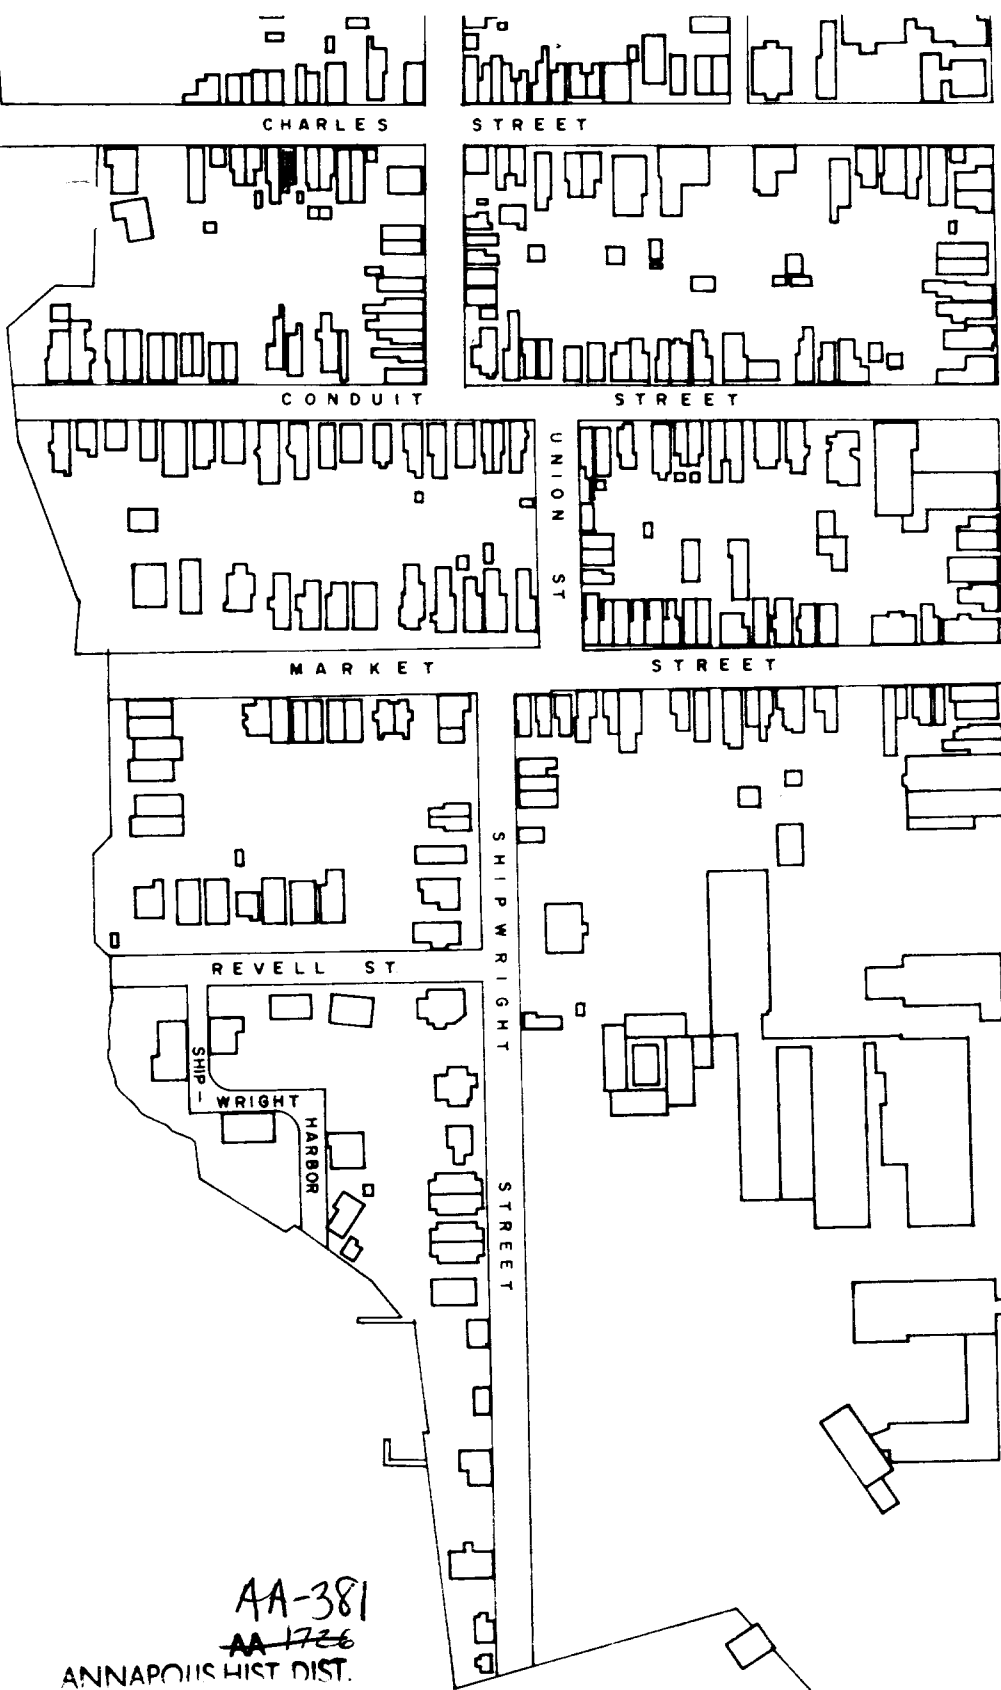 CHARLES STREET
CONDUIT STREET
UNION ST
MARKET STREET
SHIPWRIGHT STREET
REVELL ST.
SHIP-
WRIGHT
HARBOR
AA-381
AA 1726
ANNAPOLIS HIST. DIST.